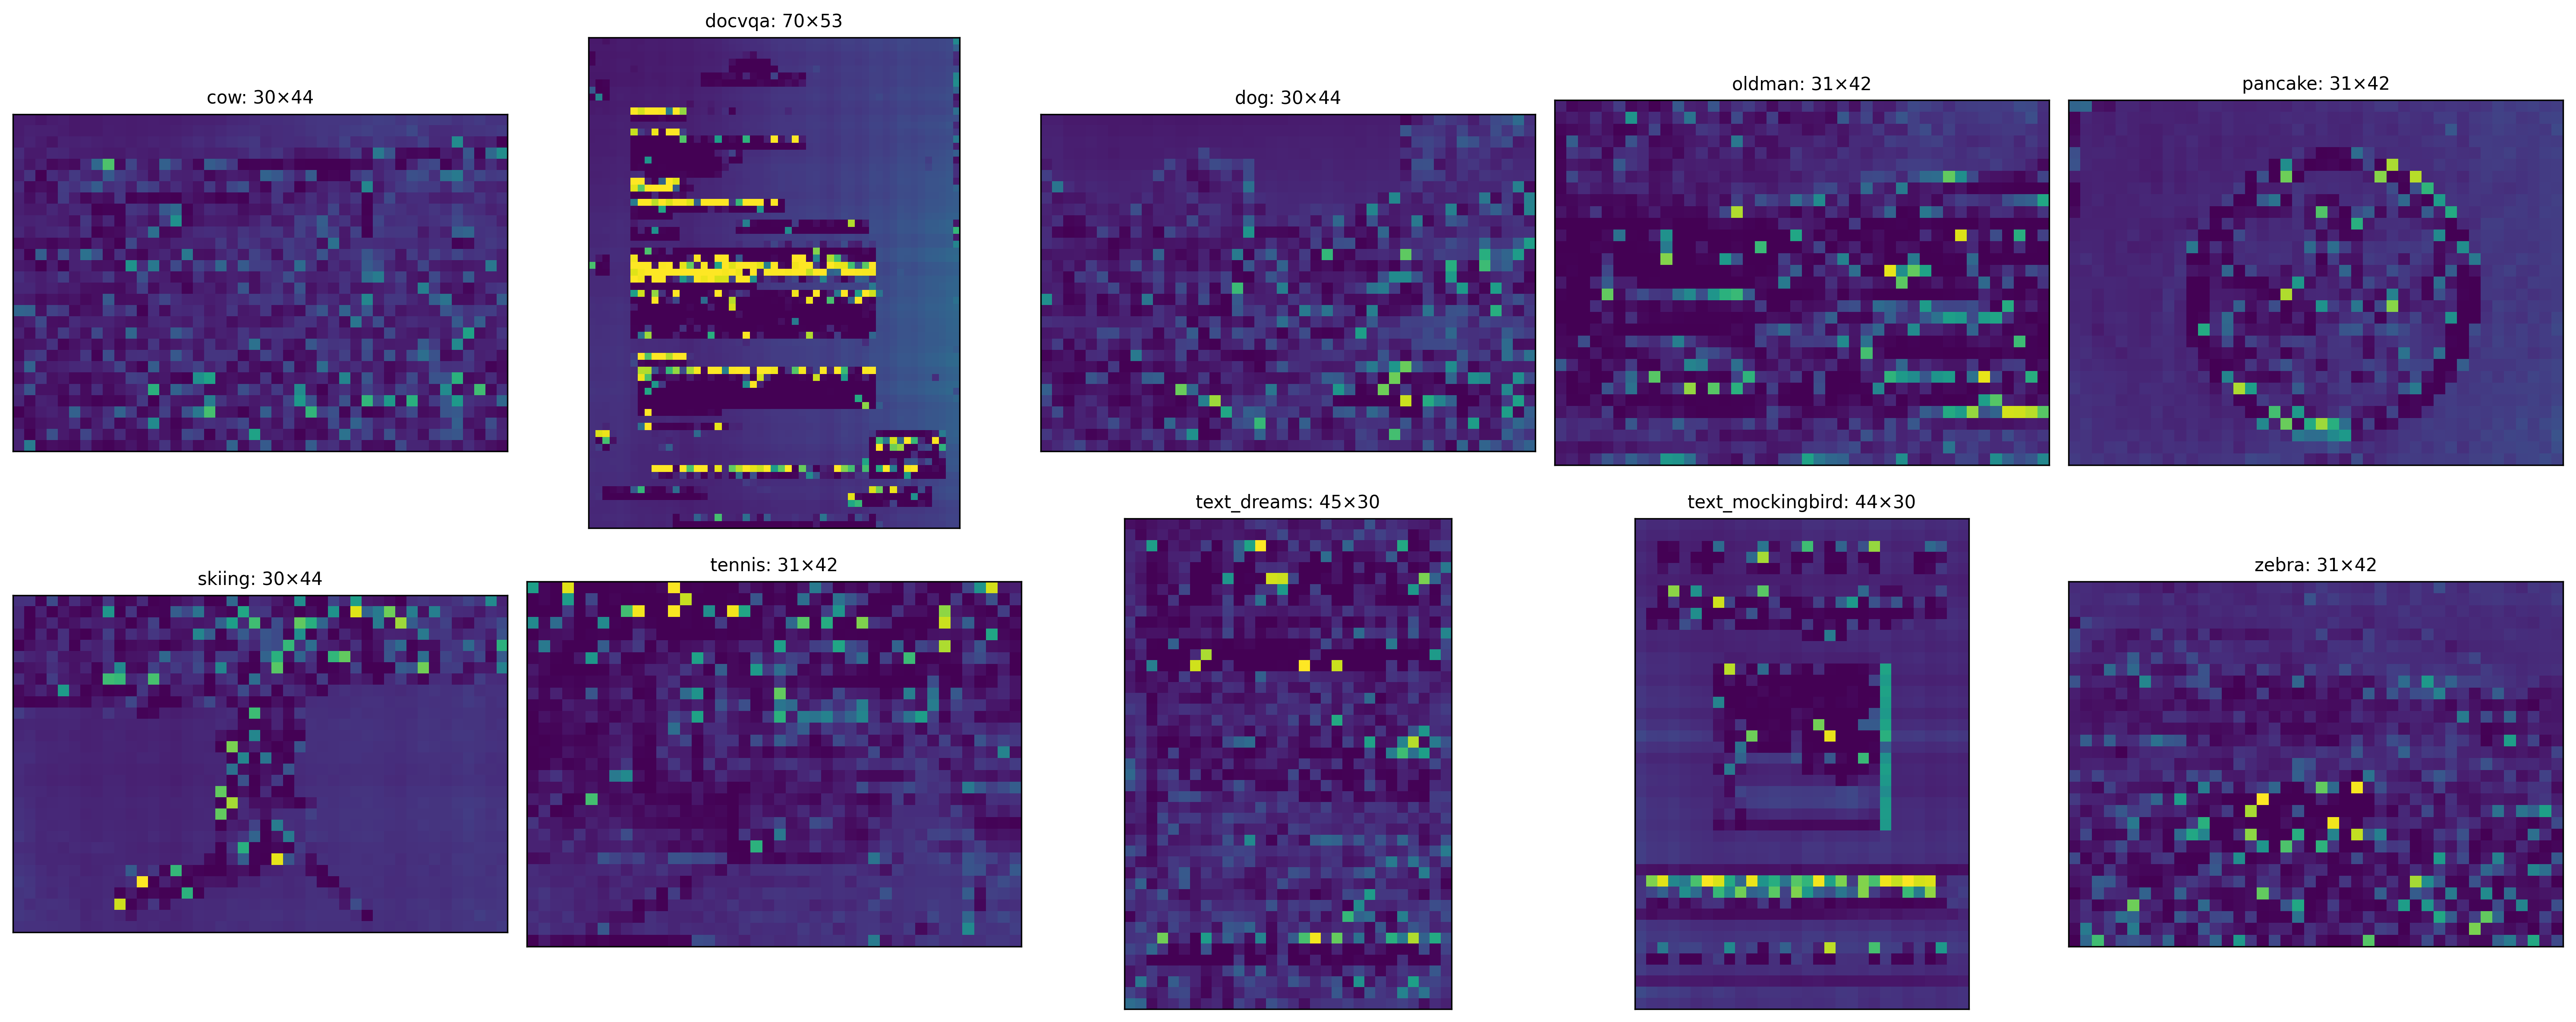 cow: 30×44
docvqa: 70×53
dog: 30×44
oldman: 31×42
pancake: 31×42
skiing: 30×44
tennis: 31×42
text_dreams: 45×30
text_mockingbird: 44×30
zebra: 31×42